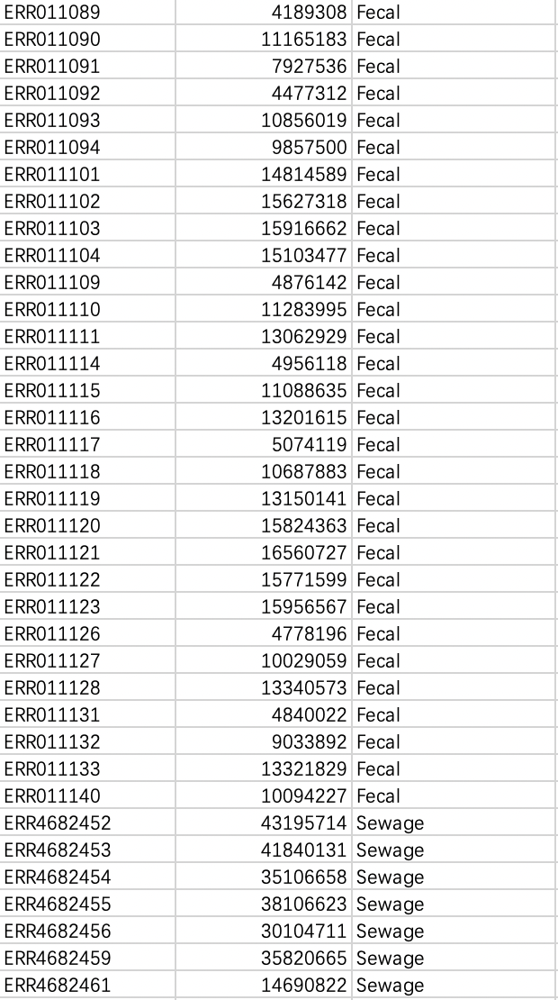 ERR011089 4189308 Fecal
ERR011090 11165183 Fecal
ERR011091 7927536 Fecal
ERR011092 4477312 Fecal
ERR011093 10856019 Fecal
ERR011094 9857500 Fecal
ERR011101 14814589 Fecal
ERR011102 15627318 Fecal
ERR011103 15916662 Fecal
ERR011104 15103477 Fecal
ERR011109 4876142 Fecal
ERR011110 11283995 Fecal
ERR011111 13062929 Fecal
ERR011114 4956118 Fecal
ERR011115 11088635 Fecal
ERR011116 13201615 Fecal
ERR011117 5074119 Fecal
ERR011118 10687883 Fecal
ERR011119 13150141 Fecal
ERR011120 15824363 Fecal
ERR011121 16560727 Fecal
ERR011122 15771599 Fecal
ERR011123 15956567 Fecal
ERR011126 4778196 Fecal
ERR011127 10029059 Fecal
ERR011128 13340573 Fecal
ERR011131 4840022 Fecal
ERR011132 9033892 Fecal
ERR011133 13321829 Fecal
ERR011140 10094227 Fecal
ERR4682452 43195714 Sewage
ERR4682453 41840131 Sewage
ERR4682454 35106658 Sewage
ERR4682455 38106623 Sewage
ERR4682456 30104711 Sewage
ERR4682459 35820665 Sewage
ERR4682461 14690822 Sewage